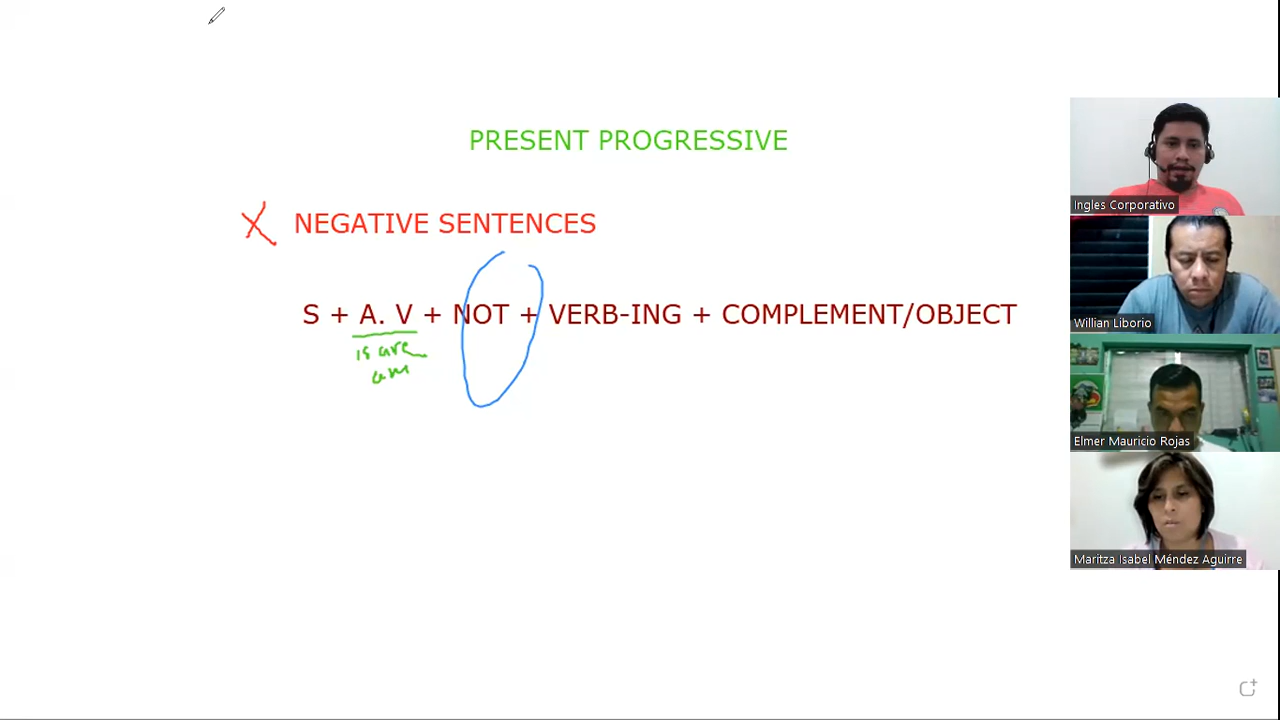 PRESENT PROGRESSIVE
X NEGATIVE SENTENCES
S + A. V + NOT + VERB-ING + COMPLEMENT/OBJECT
is are
am
Ingles Corporativo
Willian Liborio
Elmer Mauricio Rojas
Maritza Isabel Méndez Aguirre